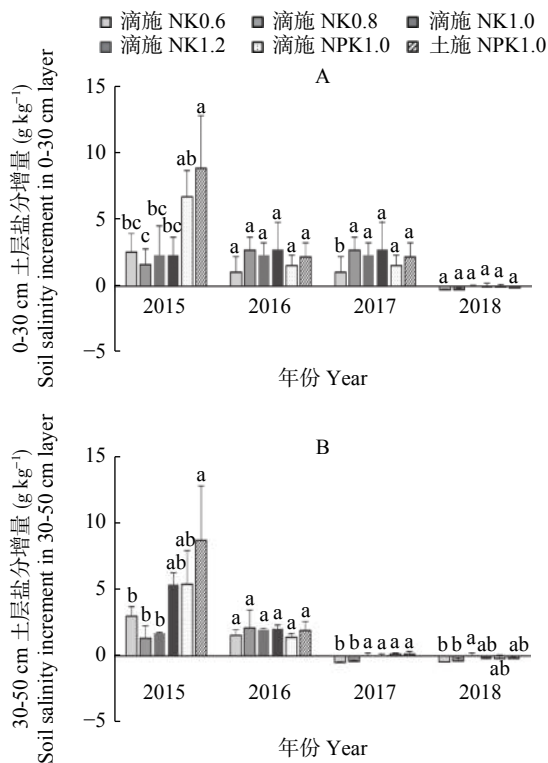 滴施 NK0.6 滴施 NK0.8 滴施 NK1.0
滴施 NK1.2 滴施 NPK1.0 土施 NPK1.0
A
0-30 cm 土层盐分增量 (g kg⁻¹)
Soil salinity increment in 0-30 cm layer
15
10
5
0
−5
bc c bc bc ab a
a a a a a a
b a a a a a
a a a a a a
2015 2016 2017 2018
年份 Year
B
30-50 cm 土层盐分增量 (g kg⁻¹)
Soil salinity increment in 30-50 cm layer
15
10
5
0
−5
b b b ab ab a
a a a a a a
b b a a a a
b b a ab ab ab
2015 2016 2017 2018
年份 Year